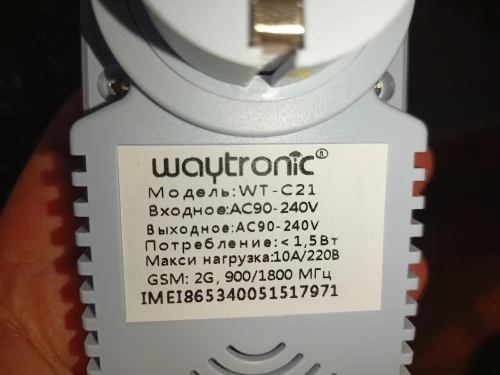 waytronic®
Модель:WT-C21
Входное:AC90-240V
Выходное:AC90-240V
Потребление:<1,5Вт
Макси нагрузка:10A/220В
GSM: 2G, 900/1800 МГц
IMEI865340051517971